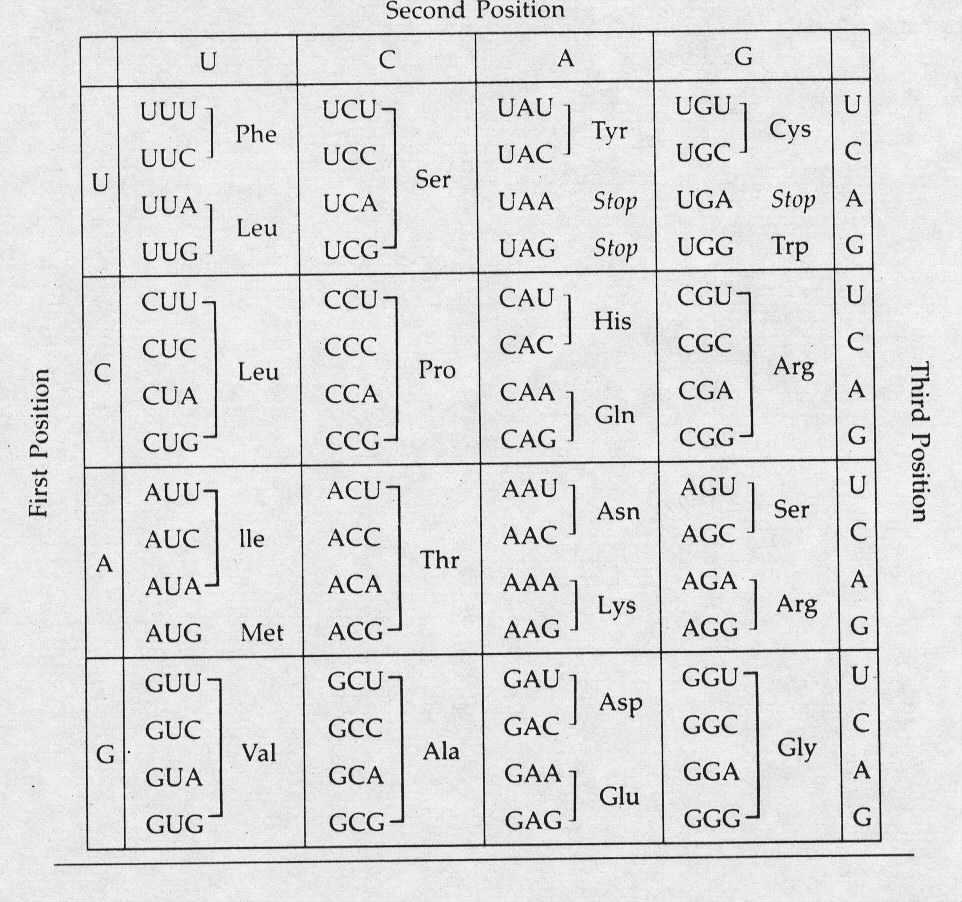 Second Position
U C A G
UUU UCU UAU UGU U
Phe Tyr Cys
UUC UCC UAC UGC C
U Ser
UUA UCA UAA Stop UGA Stop A
Leu
UUG UCG UAG Stop UGG Trp G
CUU CCU CAU CGU U
His
CUC CCC CAC CGC C
C Leu Pro Arg
CUA CCA CAA CGA A
Gln
CUG CCG CAG CGG G
First Position
Third Position
AUU ACU AAU AGU U
Asn Ser
AUC lle ACC AAC AGC C
A Thr
AUA ACA AAA AGA A
Lys Arg
AUG Met ACG AAG AGG G
GUU GCU GAU GGU U
Asp
GUC GCC GAC GGC C
G Val Ala Gly
GUA GCA GAA GGA A
Glu
GUG GCG GAG GGG G